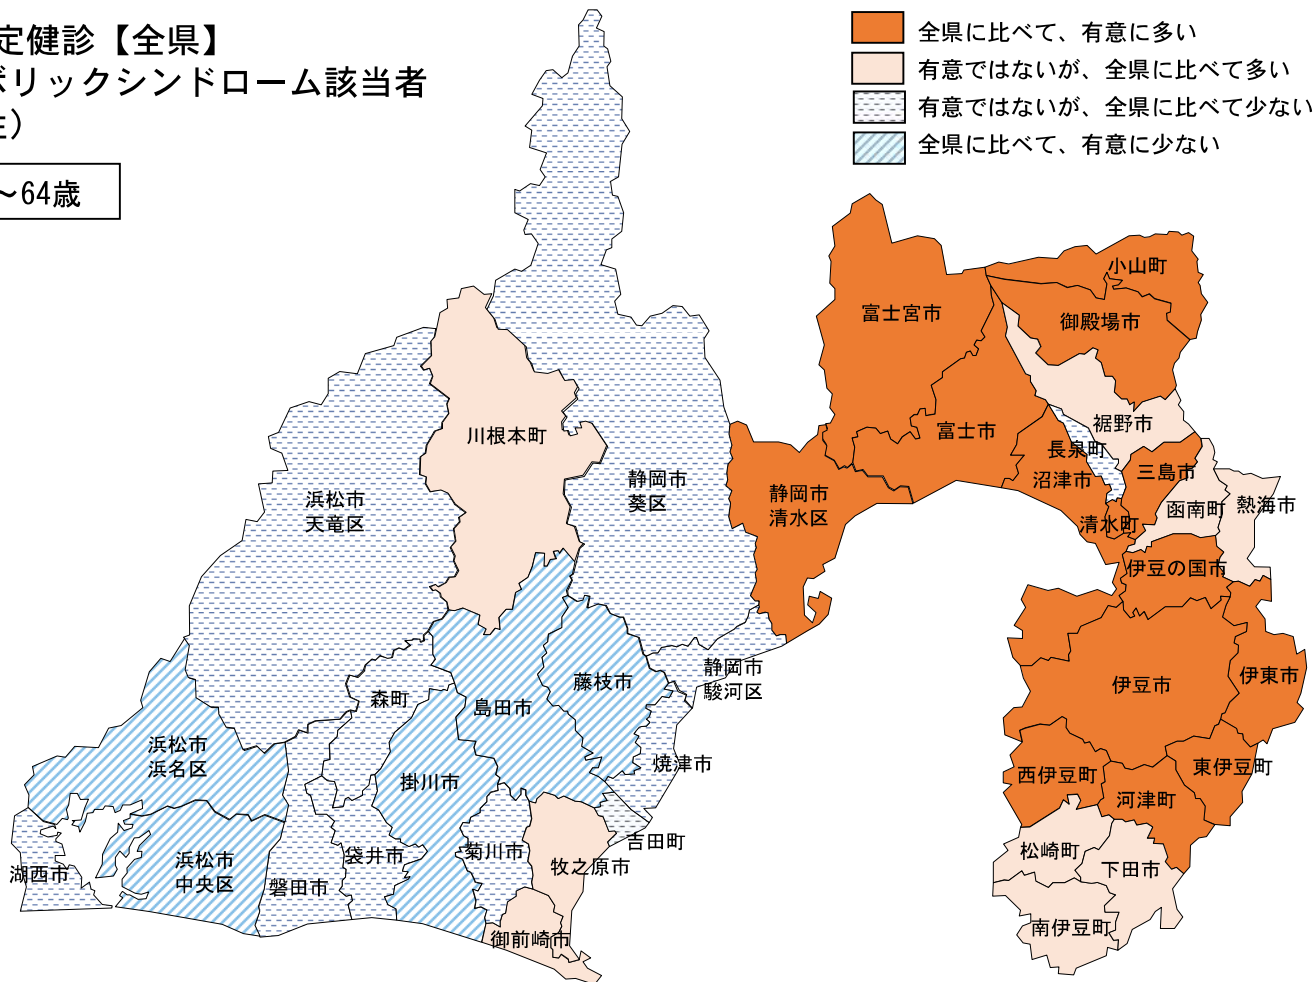 定健診【全県】
ボリックシンドローム該当者
性）
～64歳
全県に比べて、有意に多い
有意ではないが、全県に比べて多い
有意ではないが、全県に比べて少ない
全県に比べて、有意に少ない
小山町
富士宮市
御殿場市
裾野市
川根本町
富士市
長泉町
三島市
沼津市
静岡市
葵区
静岡市
清水区
浜松市
天竜区
函南町
熱海市
清水町
伊豆の国市
静岡市
駿河区
藤枝市
伊豆市
伊東市
森町
島田市
浜松市
浜名区
焼津市
掛川市
西伊豆町
東伊豆町
河津町
吉田町
菊川市
袋井市
牧之原市
松崎町
下田市
湖西市
浜松市
中央区
磐田市
御前崎市
南伊豆町